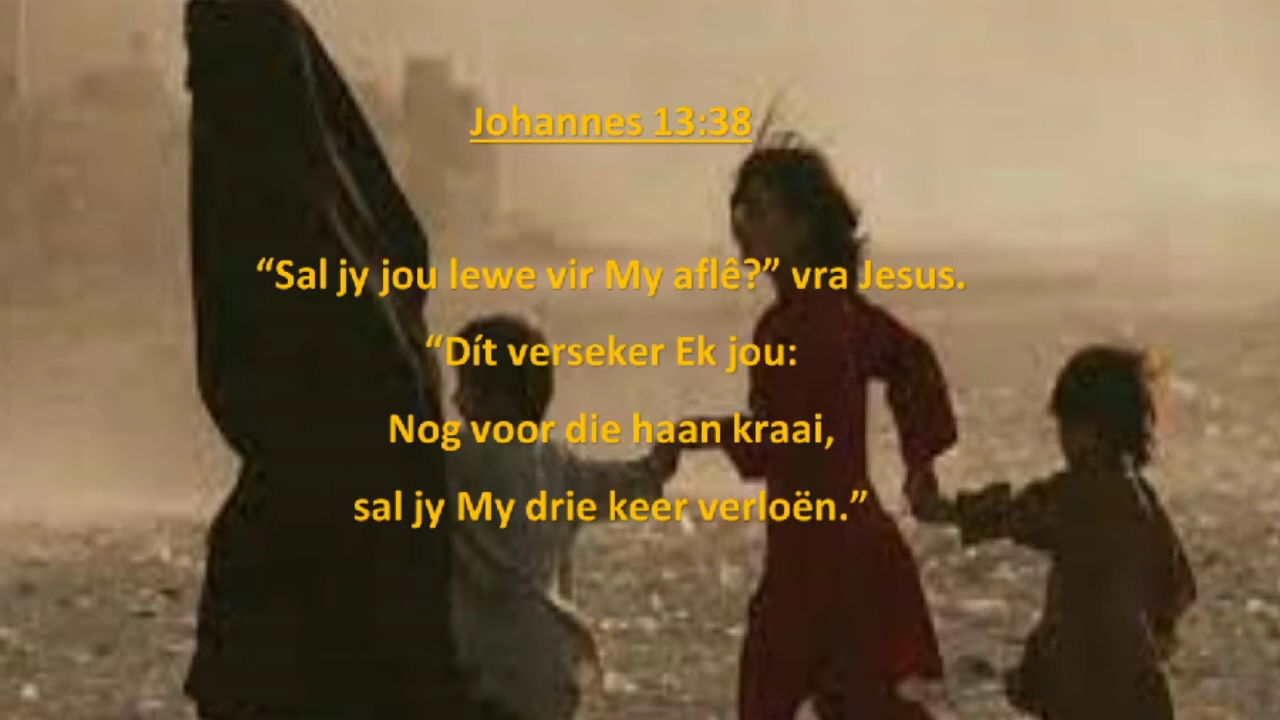 Johannes 13:38
“Sal jy jou lewe vir My aflê?” vra Jesus.
“Dít verseker Ek jou:
Nog voor die haan kraai,
sal jy My drie keer verloën.”